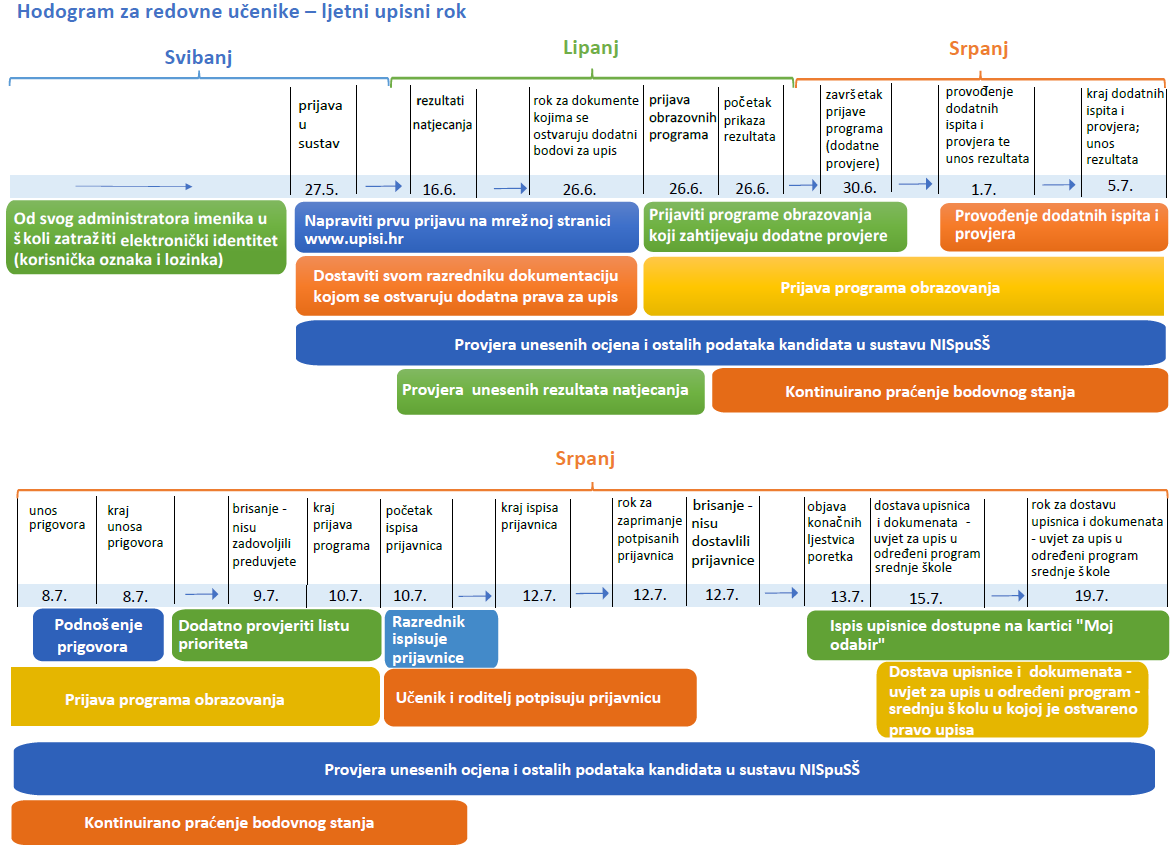 Hodogram za redovne učenike – ljetni upisni rok
Svibanj
Lipanj
Srpanj
prijava
u
sustav
rezultati
natjecanja
rok za dokumente
kojima se
ostvaruju dodatni
bodovi za upis
prijava
obrazovnih
programa
početak
prikaza
rezultata
završetak
prijave
programa
(dodatne
provjere)
provođenje
dodatnih
ispita i
provjera te
unos rezultata
kraj dodatnih
ispita i
provjera;
unos
rezultata
27.5.
16.6.
26.6.
26.6.
26.6.
30.6.
1.7.
5.7.
Od svog administratora imenika u
školi zatražiti elektronički identitet
(korisnička oznaka i lozinka)
Napraviti prvu prijavu na mrežnoj stranici
www.upisi.hr
Prijaviti programe obrazovanja
koji zahtijevaju dodatne provjere
Provođenje dodatnih ispita i
provjera
Dostaviti svom razredniku dokumentaciju
kojom se ostvaruju dodatna prava za upis
Prijava programa obrazovanja
Provjera unesenih ocjena i ostalih podataka kandidata u sustavu NISpuSŠ
Provjera unesenih rezultata natjecanja
Kontinuirano praćenje bodovnog stanja
Srpanj
unos
prigovora
kraj
unosa
prigovora
brisanje -
nisu
zadovoljili
preduvjete
kraj
prijava
programa
početak
ispisa
prijavnica
kraj ispisa
prijavnica
rok za
zaprimanje
potpisanih
prijavnica
brisanje -
nisu
dostavlili
prijavnice
objava
konačnih
ljestvica
poretka
dostava upisnica
i dokumenata -
uvjet za upis u
određeni program
srednje škole
rok za dostavu
upisnica i dokumenata
- uvjet za upis u
određeni program
srednje škole
8.7.
8.7.
9.7.
10.7.
10.7.
12.7.
12.7.
12.7.
13.7.
15.7.
19.7.
Podnošenje
prigovora
Dodatno provjeriti listu
prioriteta
Razrednik
ispisuje
prijavnice
Ispis upisnice dostupne na kartici "Moj
odabir"
Prijava programa obrazovanja
Učenik i roditelj potpisuju prijavnicu
Dostava upisnice i dokumenata -
uvjet za upis u određeni program -
srednju školu u kojoj je ostvareno
pravo upisa
Provjera unesenih ocjena i ostalih podataka kandidata u sustavu NISpuSŠ
Kontinuirano praćenje bodovnog stanja